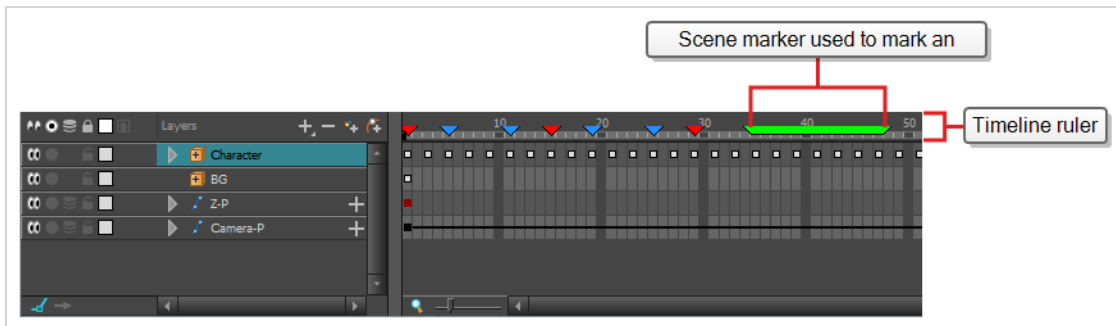 Scene marker used to mark an
Timeline ruler
Layers
10 20 30 40 50
Character
BG
Z-P
Camera-P